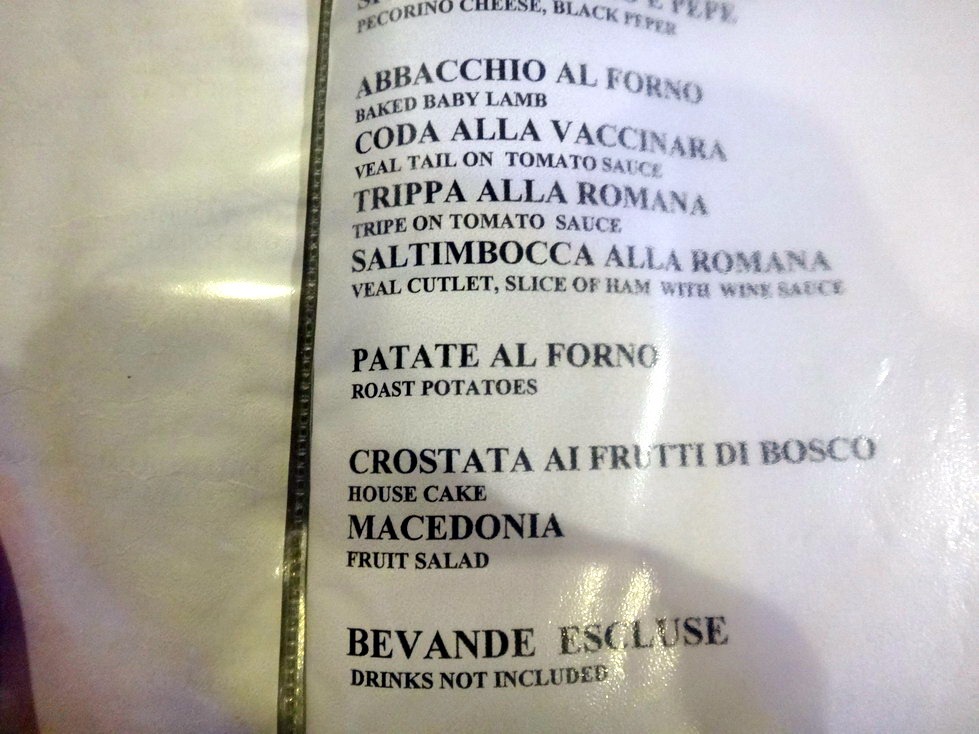 E PEPE
PECORINO CHEESE, BLACK PEPER
ABBACCHIO AL FORNO
BAKED BABY LAMB
CODA ALLA VACCINARA
VEAL TAIL ON TOMATO SAUCE
TRIPPA ALLA ROMANA
TRIPE ON TOMATO SAUCE
SALTIMBOCCA ALLA ROMANA
VEAL CUTLET, SLICE OF HAM WITH WINE SAUCE
PATATE AL FORNO
ROAST POTATOES
CROSTATA AI FRUTTI DI BOSCO
HOUSE CAKE
MACEDONIA
FRUIT SALAD
BEVANDE ESCLUSE
DRINKS NOT INCLUDED